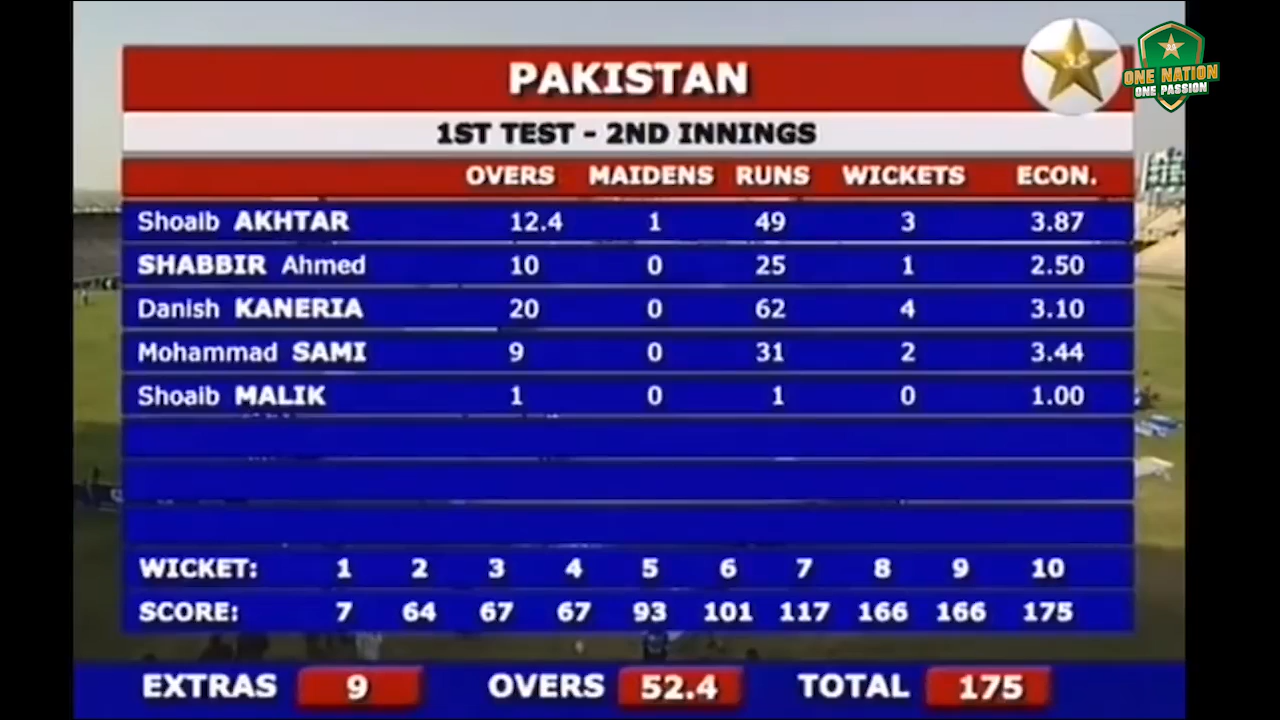 PAKISTAN
ONE NATION
ONE PASSION
1ST TEST - 2ND INNINGS
OVERS MAIDENS RUNS WICKETS ECON.
Shoaib AKHTAR 12.4 1 49 3 3.87
SHABBIR Ahmed 10 0 25 1 2.50
Danish KANERIA 20 0 62 4 3.10
Mohammad SAMI 9 0 31 2 3.44
Shoaib MALIK 1 0 1 0 1.00
WICKET: 1 2 3 4 5 6 7 8 9 10
SCORE: 7 64 67 67 93 101 117 166 166 175
EXTRAS 9 OVERS 52.4 TOTAL 175